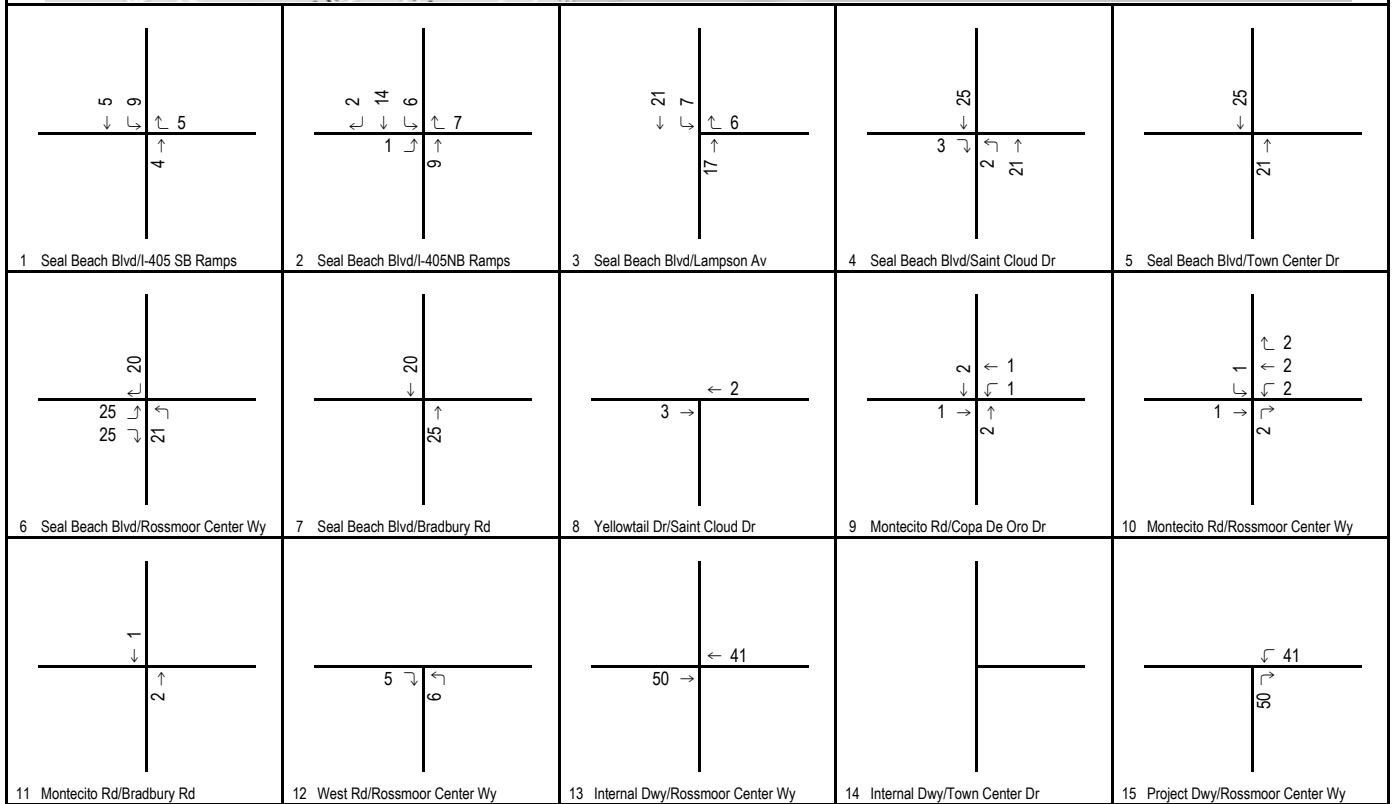 5 9
5
4
1 Seal Beach Blvd/I-405 SB Ramps
2 14 6
7
1
9
2 Seal Beach Blvd/I-405NB Ramps
21 7
6
17
3 Seal Beach Blvd/Lampson Av
25
3
2 21
4 Seal Beach Blvd/Saint Cloud Dr
25
21
5 Seal Beach Blvd/Town Center Dr
20
25
25
21
6 Seal Beach Blvd/Rossmoor Center Wy
20
25
7 Seal Beach Blvd/Bradbury Rd
2
3
8 Yellowtail Dr/Saint Cloud Dr
2
1
1
1
2
9 Montecito Rd/Copa De Oro Dr
2
1
2
2
1
2
10 Montecito Rd/Rossmoor Center Wy
1
2
11 Montecito Rd/Bradbury Rd
5
6
12 West Rd/Rossmoor Center Wy
41
50
13 Internal Dwy/Rossmoor Center Wy
14 Internal Dwy/Town Center Dr
41
50
15 Project Dwy/Rossmoor Center Wy